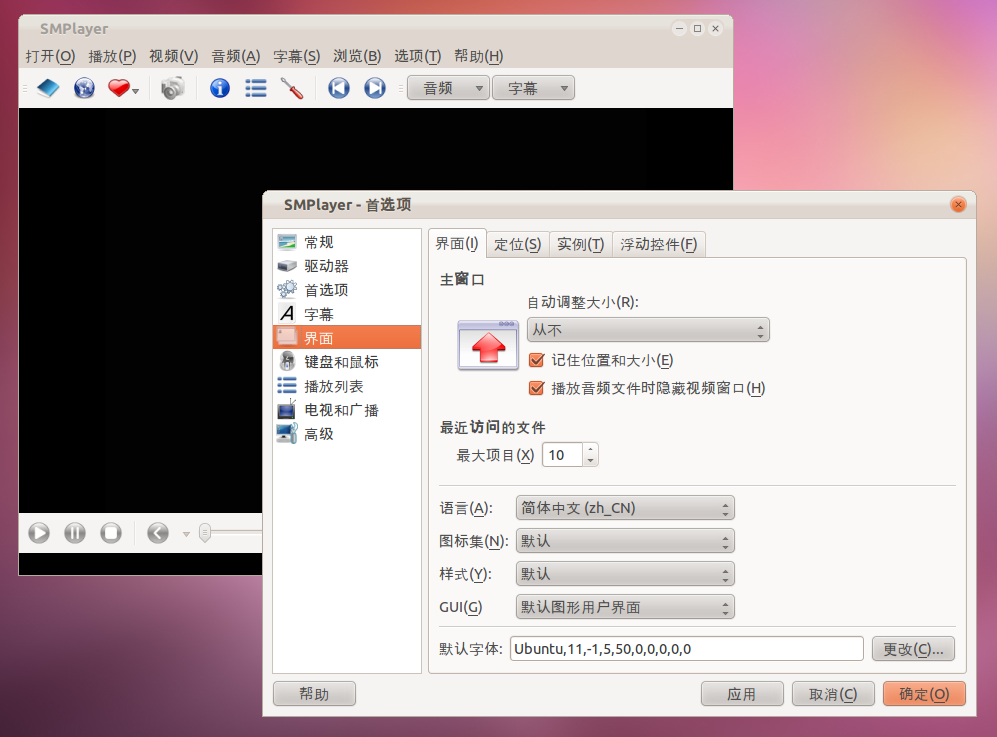 SMPlayer
打开(O) 播放(P) 视频(V) 音频(A) 字幕(S) 浏览(B) 选项(T) 帮助(H)
音频 字幕
SMPlayer - 首选项
常规
驱动器
首选项
字幕
界面
键盘和鼠标
播放列表
电视和广播
高级
界面(I) 定位(S) 实例(T) 浮动控件(F)
主窗口
自动调整大小(R):
从不
记住位置和大小(E)
播放音频文件时隐藏视频窗口(H)
最近访问的文件
最大项目(X) 10
语言(A): 简体中文 (zh_CN)
图标集(N): 默认
样式(Y): 默认
GUI(G) 默认图形用户界面
默认字体: Ubuntu,11,-1,5,50,0,0,0,0,0 更改(C)...
帮助 应用 取消(C) 确定(O)